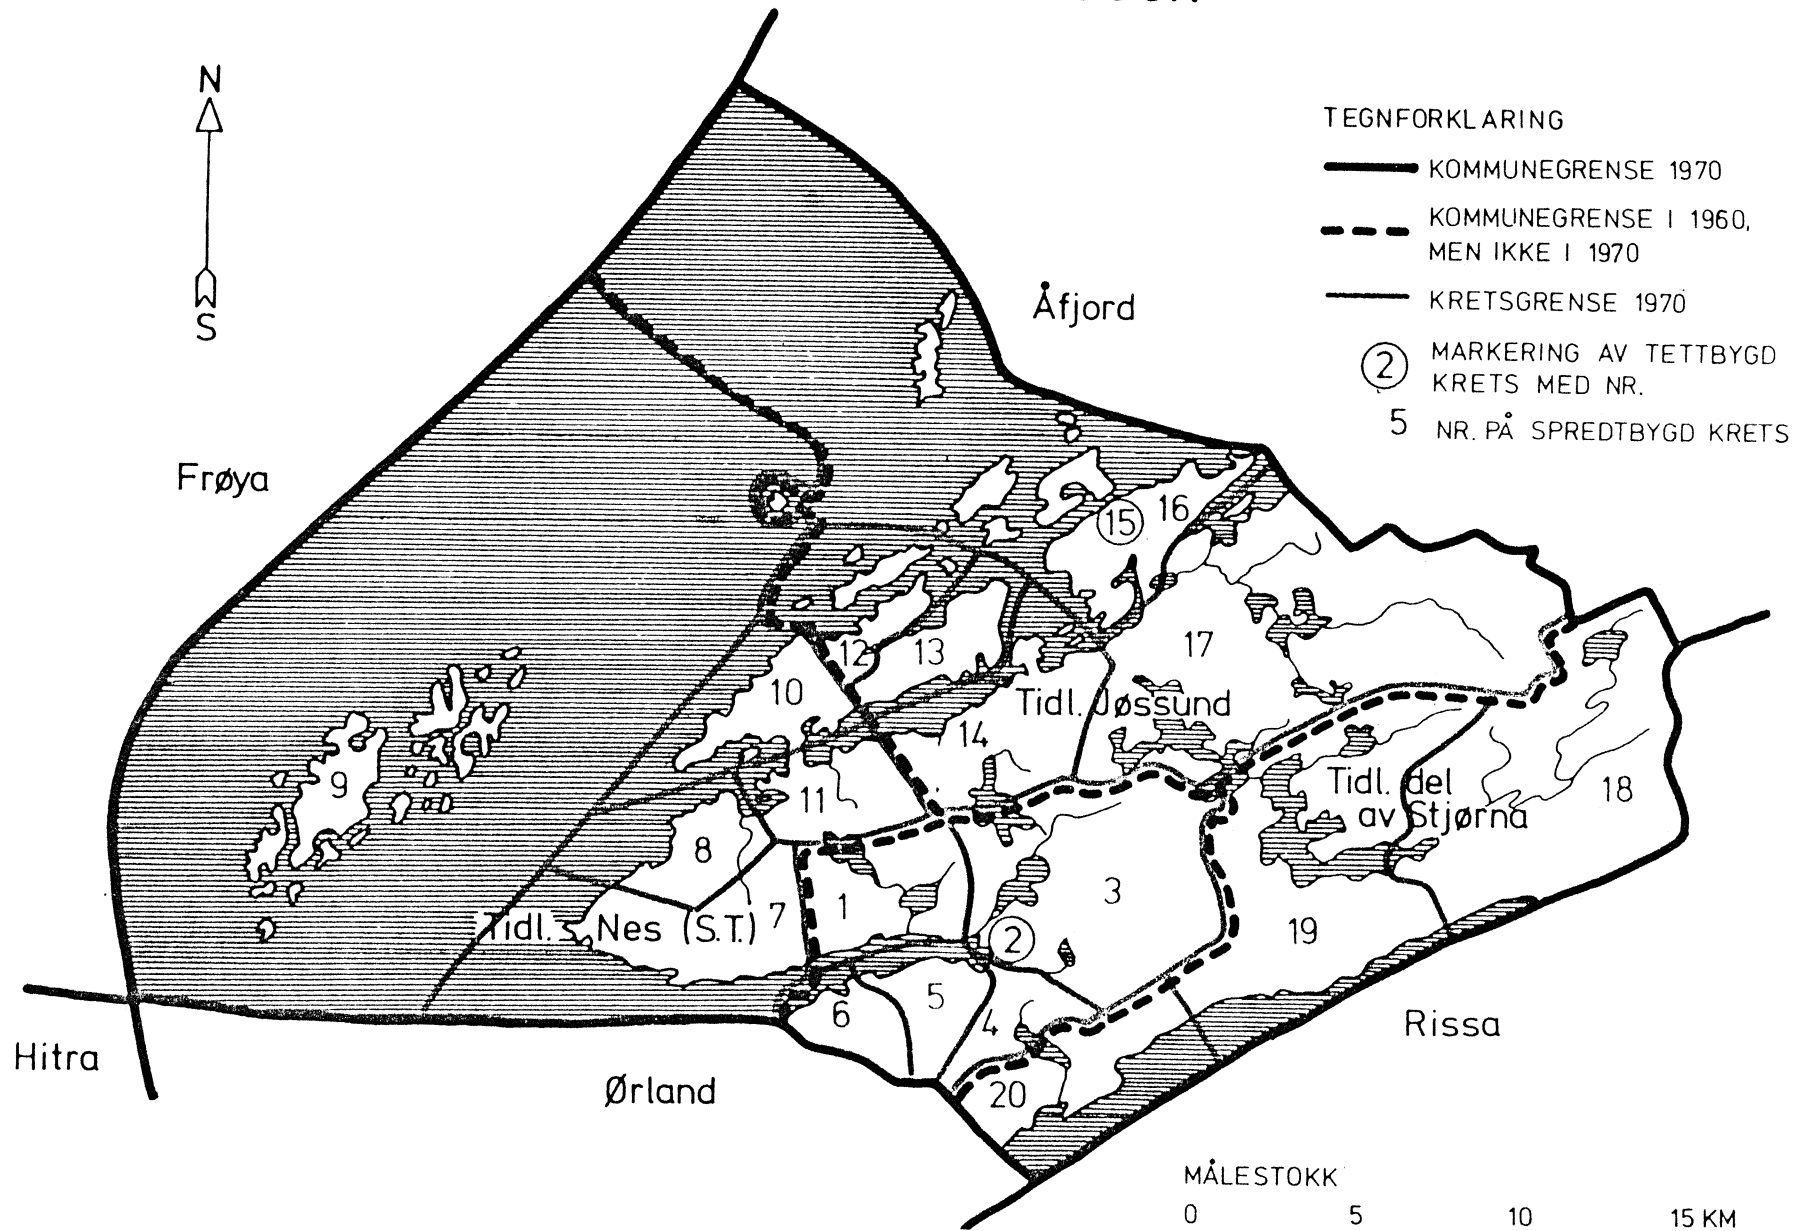 N
S
TEGNFORKLARING
KOMMUNEGRENSE 1970
KOMMUNEGRENSE I 1960,
MEN IKKE I 1970
KRETSGRENSE 1970
2 MARKERING AV TETTBYGD
KRETS MED NR.
5 NR. PÅ SPREDTBYGD KRETS
Åfjord
Frøya
15
16
17
12
13
10
Tidl. Jøssund
14
9
11
Tidl. del
av Stjørna
18
8
3
7
1
Tidl. Nes (S.T.)
2
19
5
6
4
Rissa
Hitra
Ørland
20
MÅLESTOKK
0 5 10 15 KM